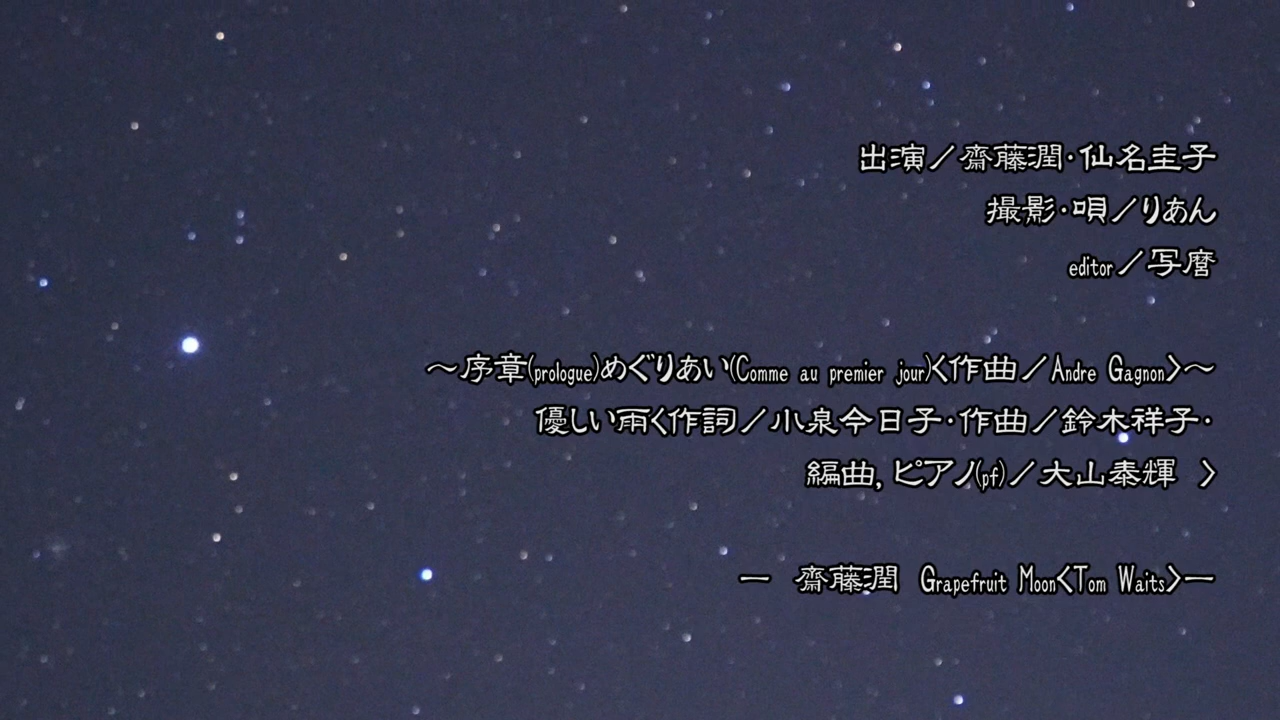 出演／齋藤潤·仙名圭子
撮影·唄／りあん
editor／写麿
～序章(prologue)めぐりあい(Comme au premier jour)〈作曲／Andre Gagnon〉～
優しい雨〈作詞／小泉今日子·作曲／鈴木祥子·
編曲,ピアノ(pf)／大山泰輝 〉
― 齋藤潤 Grapefruit Moon〈Tom Waits〉―